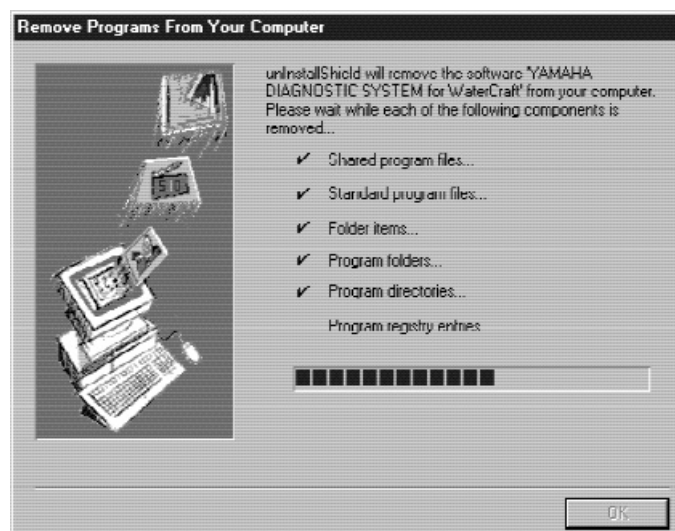 Remove Programs From Your Computer
unInstallShield will remove the software 'YAMAHA
DIAGNOSTIC SYSTEM for WaterCraft' from your computer.
Please wait while each of the following components is
removed...
✔ Shared program files...
✔ Standard program files...
✔ Folder items...
✔ Program folders...
✔ Program directories...
Program registry entries
OK